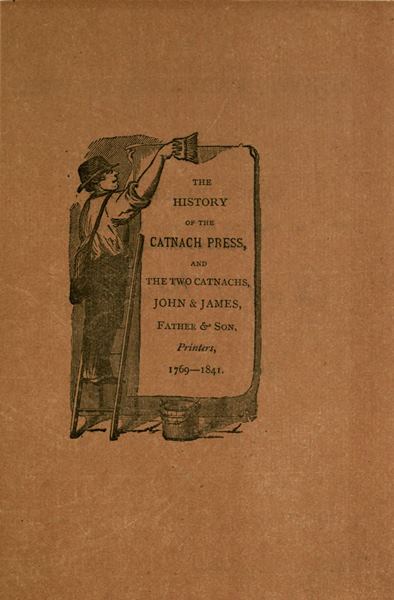 THE
HISTORY
OF THE
CATNACH PRESS,
AND
THE TWO CATNACHS,
JOHN & JAMES,
FATHER & SON,
Printers,
1769—1841.